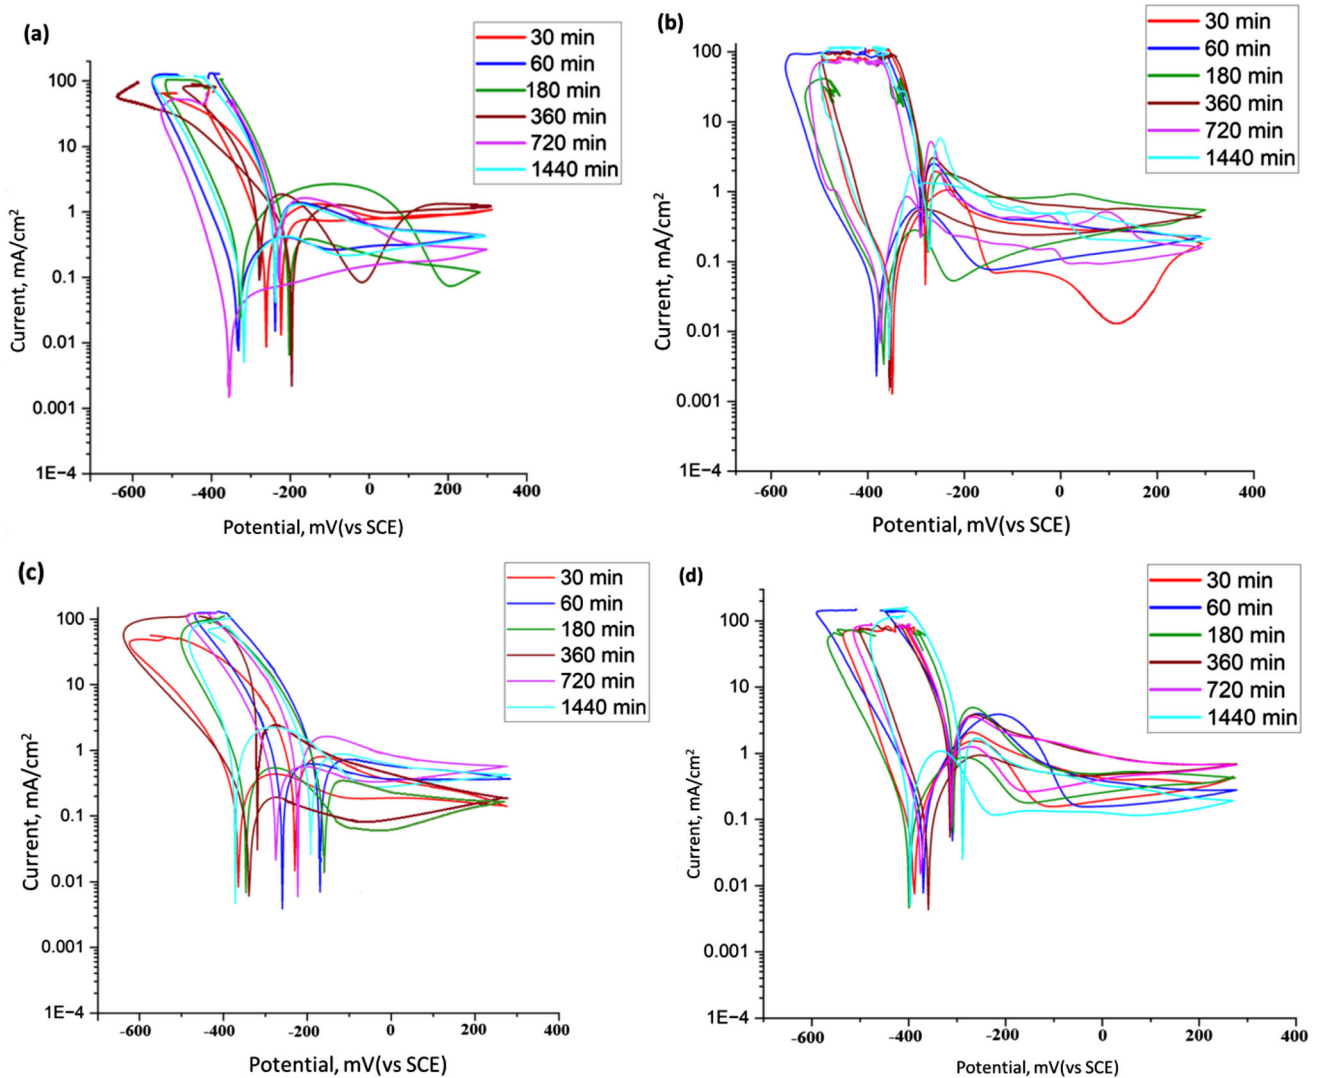 (a)
30 min
60 min
180 min
360 min
720 min
1440 min
100
10
1
0.1
0.01
0.001
1E−4
Current, mA/cm2
-600 -400 -200 0 200 400
Potential, mV(vs SCE)
(b)
30 min
60 min
180 min
360 min
720 min
1440 min
100
10
1
0.1
0.01
0.001
1E−4
Current, mA/cm2
-600 -400 -200 0 200 400
Potential, mV(vs SCE)
(c)
30 min
60 min
180 min
360 min
720 min
1440 min
100
10
1
0.1
0.01
0.001
1E−4
Current, mA/cm2
-600 -400 -200 0 200 400
Potential, mV(vs SCE)
(d)
30 min
60 min
180 min
360 min
720 min
1440 min
100
10
1
0.1
0.01
0.001
1E−4
Current, mA/cm2
-600 -400 -200 0 200 400
Potential, mV(vs SCE)